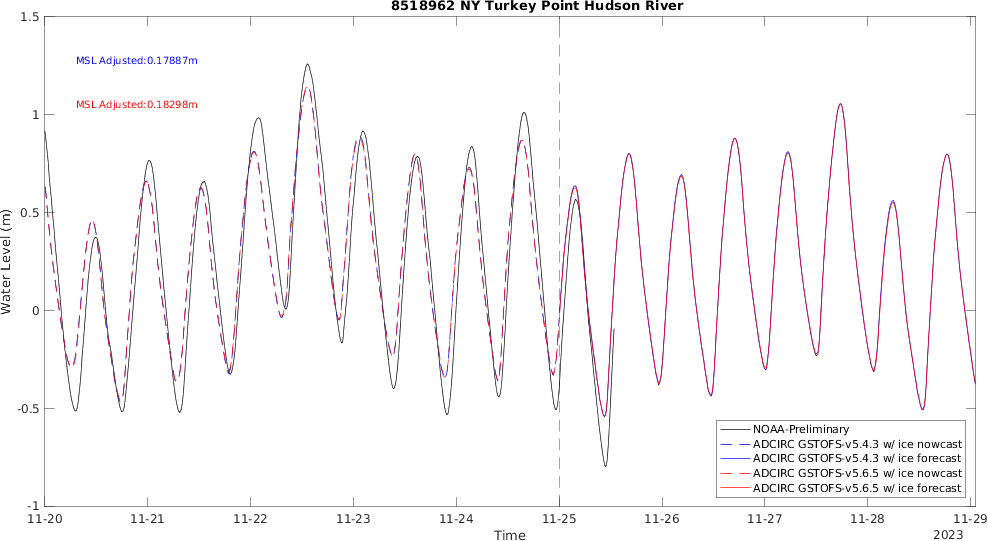 8518962 NY Turkey Point Hudson River
1.5
1
0.5
0
-0.5
-1
Water Level (m)
MSL Adjusted:0.17887m
MSL Adjusted:0.18298m
NOAA-Preliminary
ADCIRC GSTOFS-v5.4.3 w/ ice nowcast
ADCIRC GSTOFS-v5.4.3 w/ ice forecast
ADCIRC GSTOFS-v5.6.5 w/ ice nowcast
ADCIRC GSTOFS-v5.6.5 w/ ice forecast
11-20 11-21 11-22 11-23 11-24 11-25 11-26 11-27 11-28 11-29
Time
2023